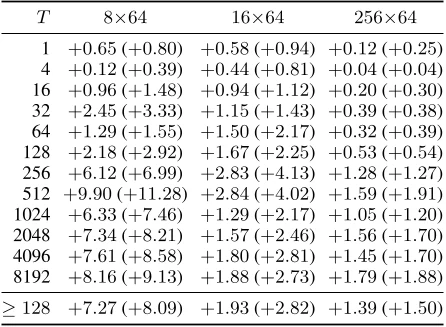 T 8×64 16×64 256×64
1 +0.65 (+0.80) +0.58 (+0.94) +0.12 (+0.25)
4 +0.12 (+0.39) +0.44 (+0.81) +0.04 (+0.04)
16 +0.96 (+1.48) +0.94 (+1.12) +0.20 (+0.30)
32 +2.45 (+3.33) +1.15 (+1.43) +0.39 (+0.38)
64 +1.29 (+1.55) +1.50 (+2.17) +0.32 (+0.39)
128 +2.18 (+2.92) +1.67 (+2.25) +0.53 (+0.54)
256 +6.12 (+6.99) +2.83 (+4.13) +1.28 (+1.27)
512 +9.90 (+11.28) +2.84 (+4.02) +1.59 (+1.91)
1024 +6.33 (+7.46) +1.29 (+2.17) +1.05 (+1.20)
2048 +7.34 (+8.21) +1.57 (+2.46) +1.56 (+1.70)
4096 +7.61 (+8.58) +1.80 (+2.81) +1.45 (+1.70)
8192 +8.16 (+9.13) +1.88 (+2.73) +1.79 (+1.88)
≥ 128 +7.27 (+8.09) +1.93 (+2.82) +1.39 (+1.50)